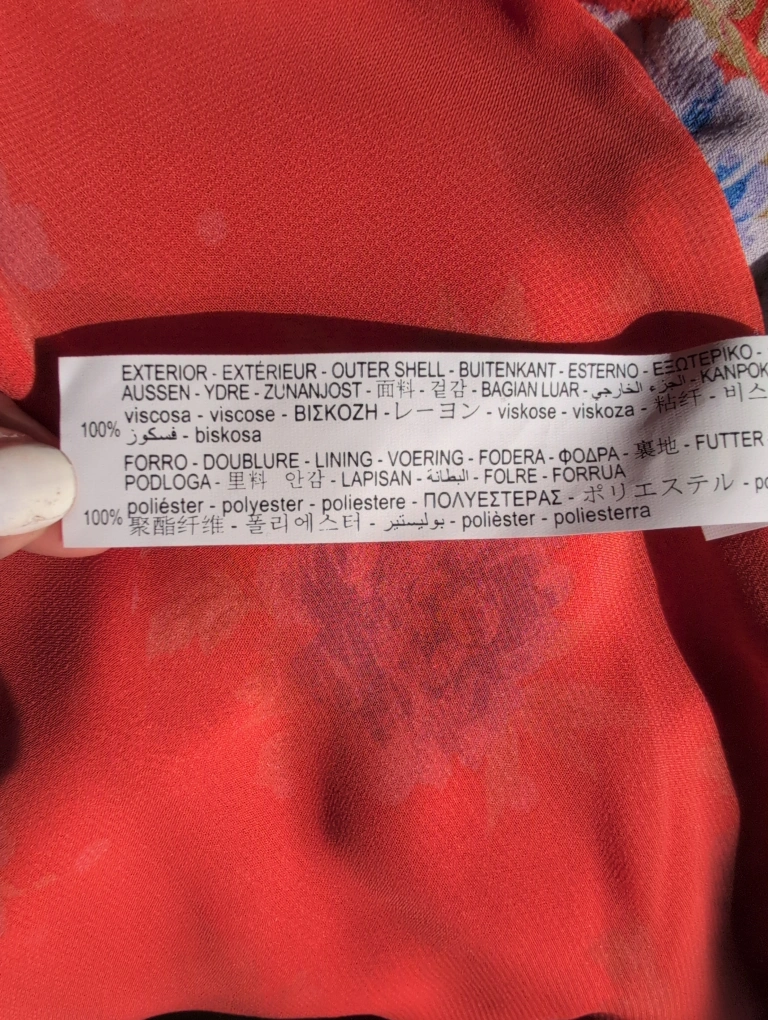 EXTERIOR - EXTÉRIEUR - OUTER SHELL - BUITENKANT - ESTERNO - ΕΞΩΤΕΡΙΚΟ -
AUSSEN - YDRE - ZUNANJOST - 面料 - 겉감 - BAGIAN LUAR - الجزء الخارجي - KANPOK
100% viscosa - viscose - ΒΙΣΚΟΖΗ - レーヨン - viskose - viskoza - 粘纤 - 비스
فسكوز - biskosa
FORRO - DOUBLURE - LINING - VOERING - FODERA - ΦΟΔΡΑ - 裏地 - FUTTER -
PODLOGA - 里料 안감 - LAPISAN - البطانة - FOLRE - FORRUA
100% poliéster - polyester - poliestere - ΠΟΛΥΕΣΤΕΡΑΣ - ポリエステル - po
聚酯纤维 - 폴리에스터 - بوليستير - polièster - poliesterra